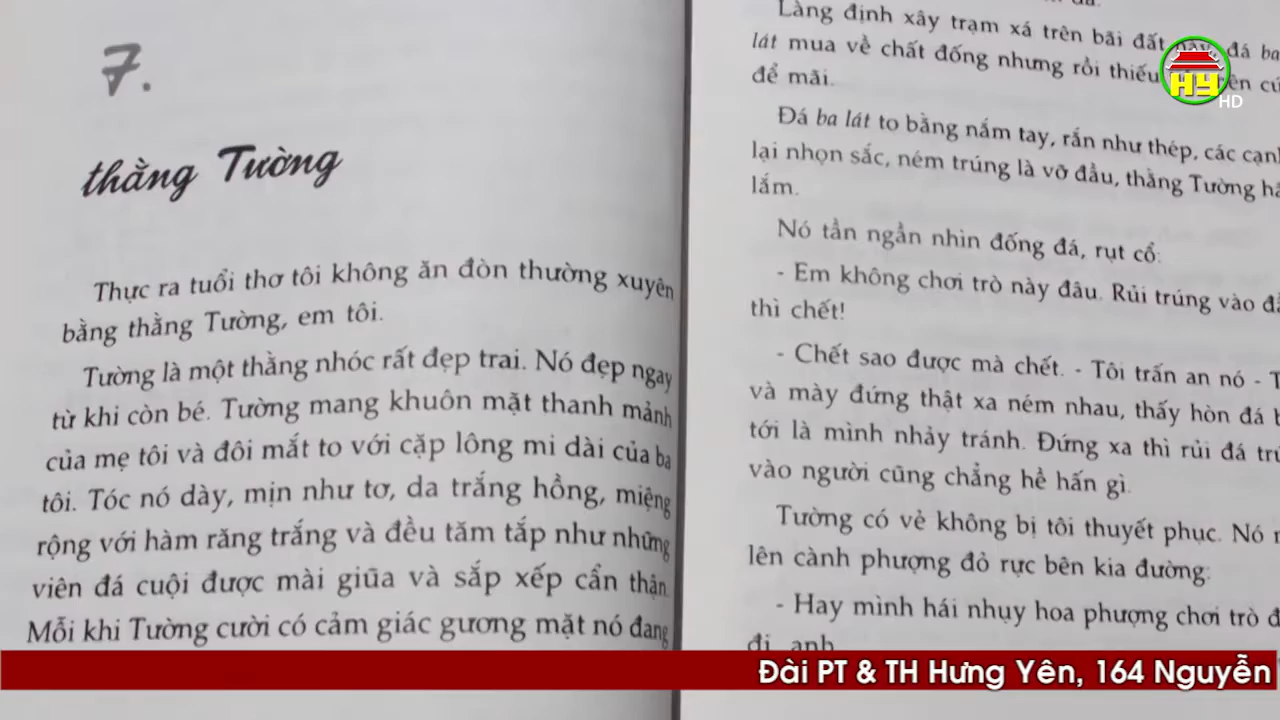 7.
thằng Tường
Thực ra tuổi thơ tôi không ăn đòn thường xuyên
bằng thằng Tường, em tôi.
Tường là một thằng nhóc rất đẹp trai. Nó đẹp ngay
từ khi còn bé. Tường mang khuôn mặt thanh mảnh
của mẹ tôi và đôi mắt to với cặp lông mi dài của ba
tôi. Tóc nó dày, mịn như tơ, da trắng hồng, miệng
rộng với hàm răng trắng và đều tăm tắp như những
viên đá cuội được mài giũa và sắp xếp cẩn thận.
Mỗi khi Tường cười có cảm giác gương mặt nó đang
Làng định xây trạm xá trên bãi đất này, đá ba
lát mua về chất đống nhưng rồi thiếu
để mãi.
Đá ba lát to bằng nắm tay, rắn như thép, các cạnh
lại nhọn sắc, ném trúng là vỡ đầu, thằng Tường
lắm.
Nó tần ngần nhìn đống đá, rụt cổ:
- Em không chơi trò này đâu. Rủi trúng vào
thì chết!
- Chết sao được mà chết. - Tôi trấn an nó -
và mày đứng thật xa ném nhau, thấy hòn đá
tới là mình nhảy tránh. Đứng xa thì rủi đá
vào người cũng chẳng hề hấn gì.
Tường có vẻ không bị tôi thuyết phục. Nó
lên cành phượng đỏ rực bên kia đường:
- Hay mình hái nhụy hoa phượng chơi trò
đi, anh
HY HD
Đài PT & TH Hưng Yên, 164 Nguyễn